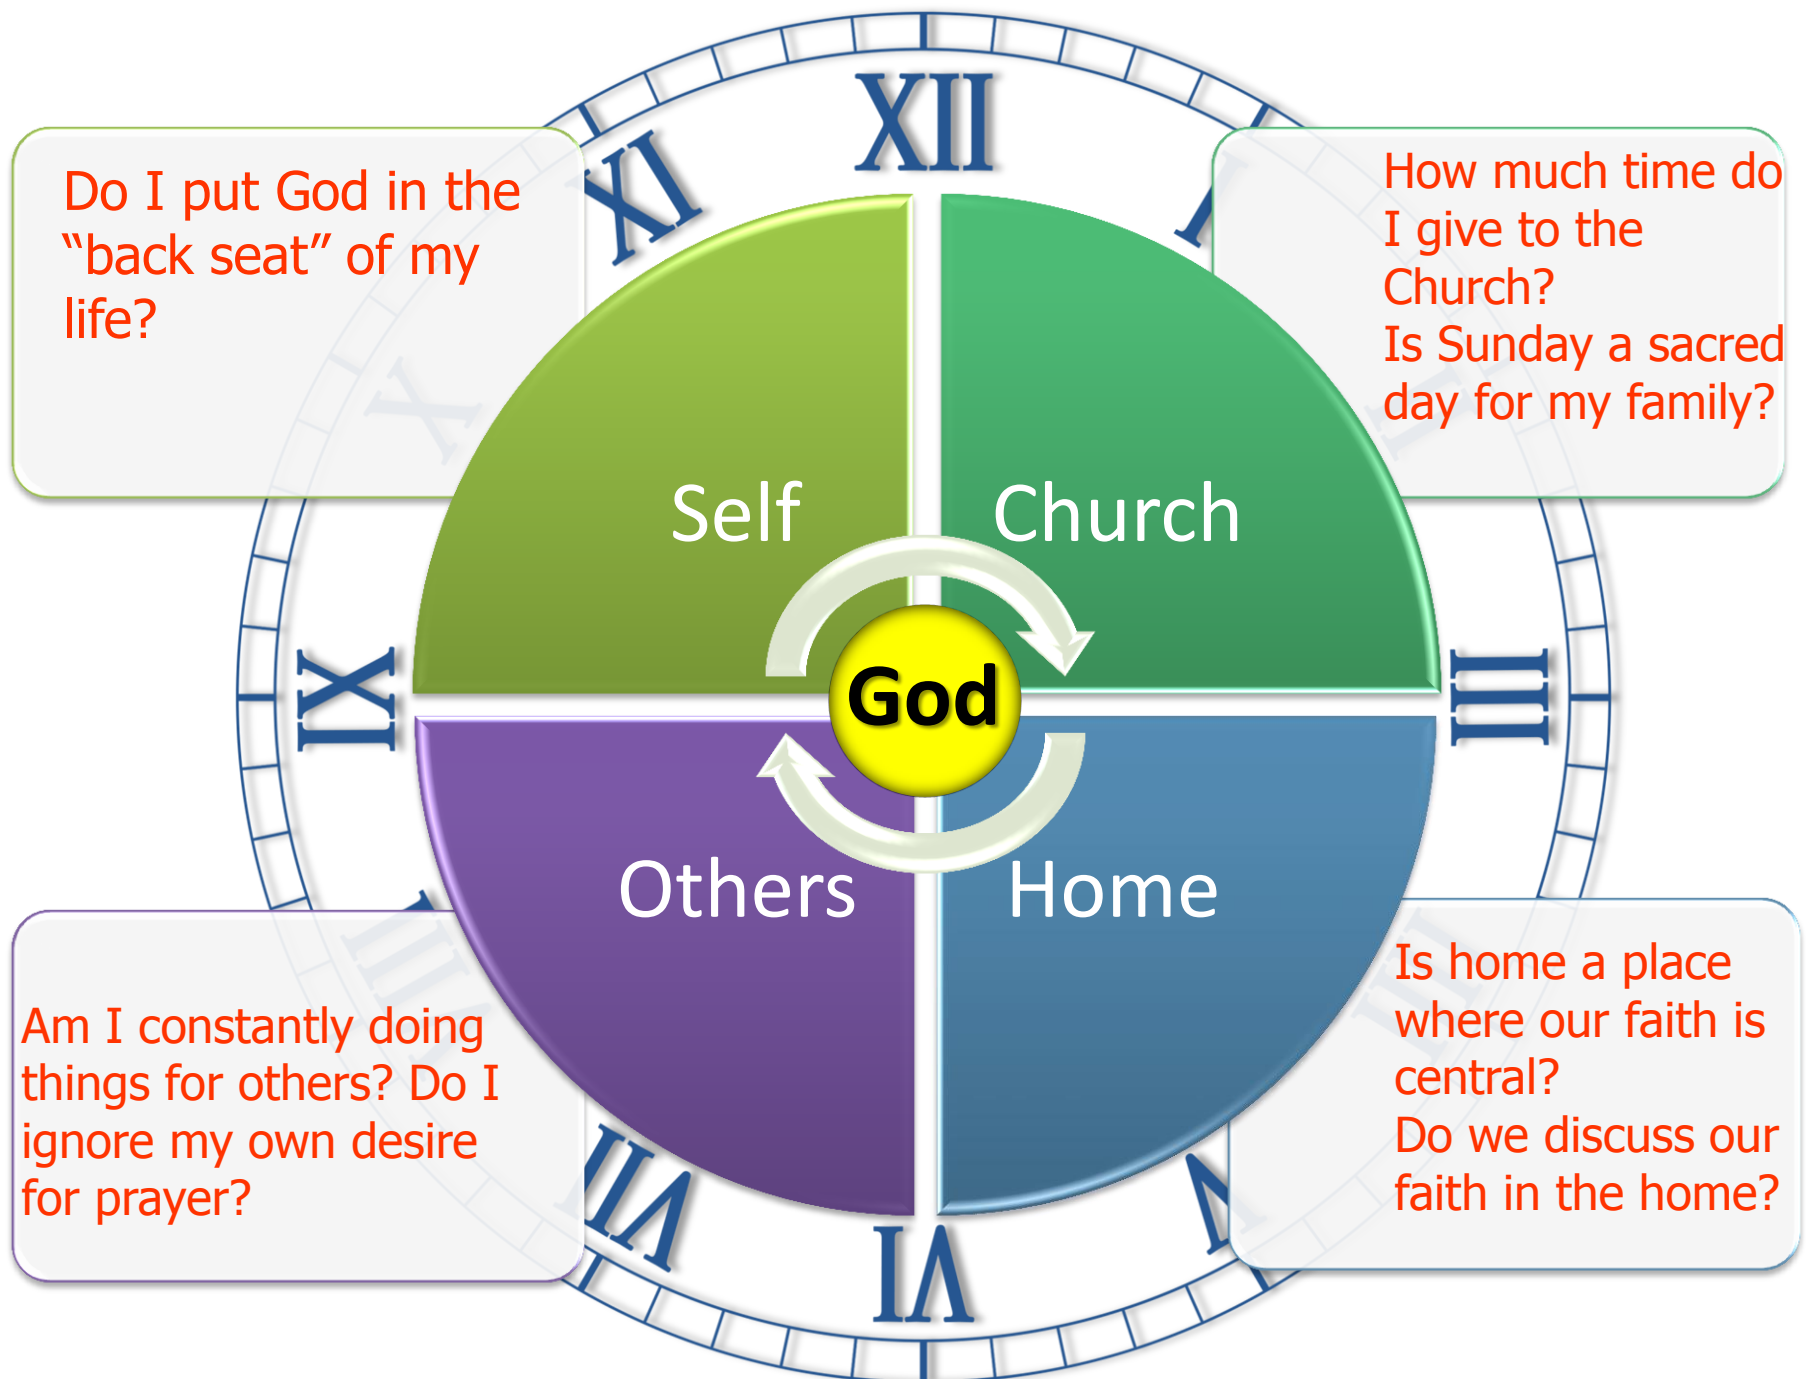 XII
XI
I
Do I put God in the
“back seat” of my
life?
How much time do
I give to the
Church?
Is Sunday a sacred
day for my family?
X
II
Self
Church
IX
God
III
Others
Home
VIII
IIII
Am I constantly doing
things for others? Do I
ignore my own desire
for prayer?
Is home a place
where our faith is
central?
Do we discuss our
faith in the home?
VII
V
VI